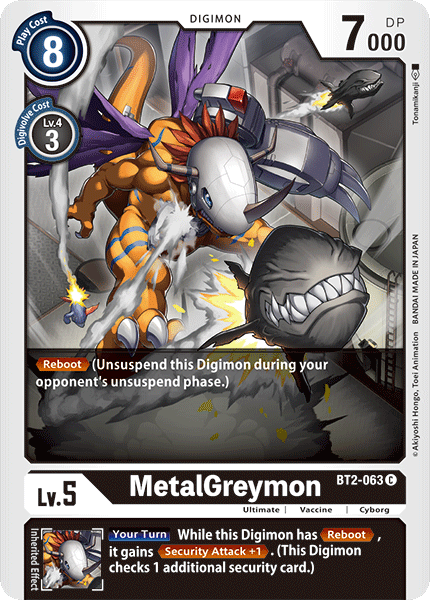 Play Cost
8
DIGIMON
DP
7000
Digivolve Cost
Lv.4
3
Tonamikanji
© Akiyoshi Hongo, Toei Animation BANDAI MADE IN JAPAN
Reboot (Unsuspend this Digimon during your
opponent's unsuspend phase.)
Lv.5
MetalGreymon
BT2-063 C
Ultimate | Vaccine | Cyborg
Inherited Effect
Your Turn While this Digimon has Reboot ,
it gains Security Attack +1 . (This Digimon
checks 1 additional security card.)